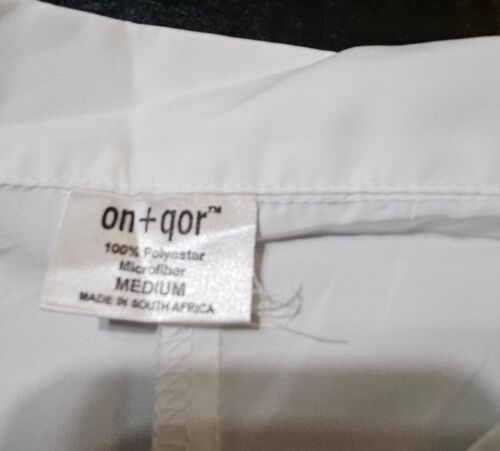 on+qor™
100% Polyester
Microfiber
MEDIUM
MADE IN SOUTH AFRICA